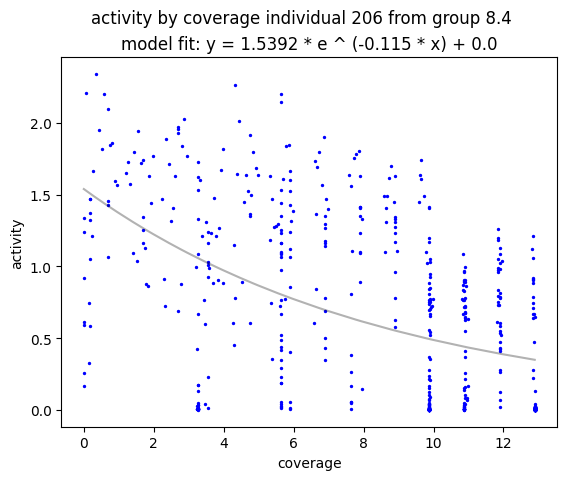 activity by coverage individual 206 from group 8.4
model fit: y = 1.5392 * e ^ (-0.115 * x) + 0.0
2.0
1.5
1.0
0.5
0.0
activity
0 2 4 6 8 10 12
coverage